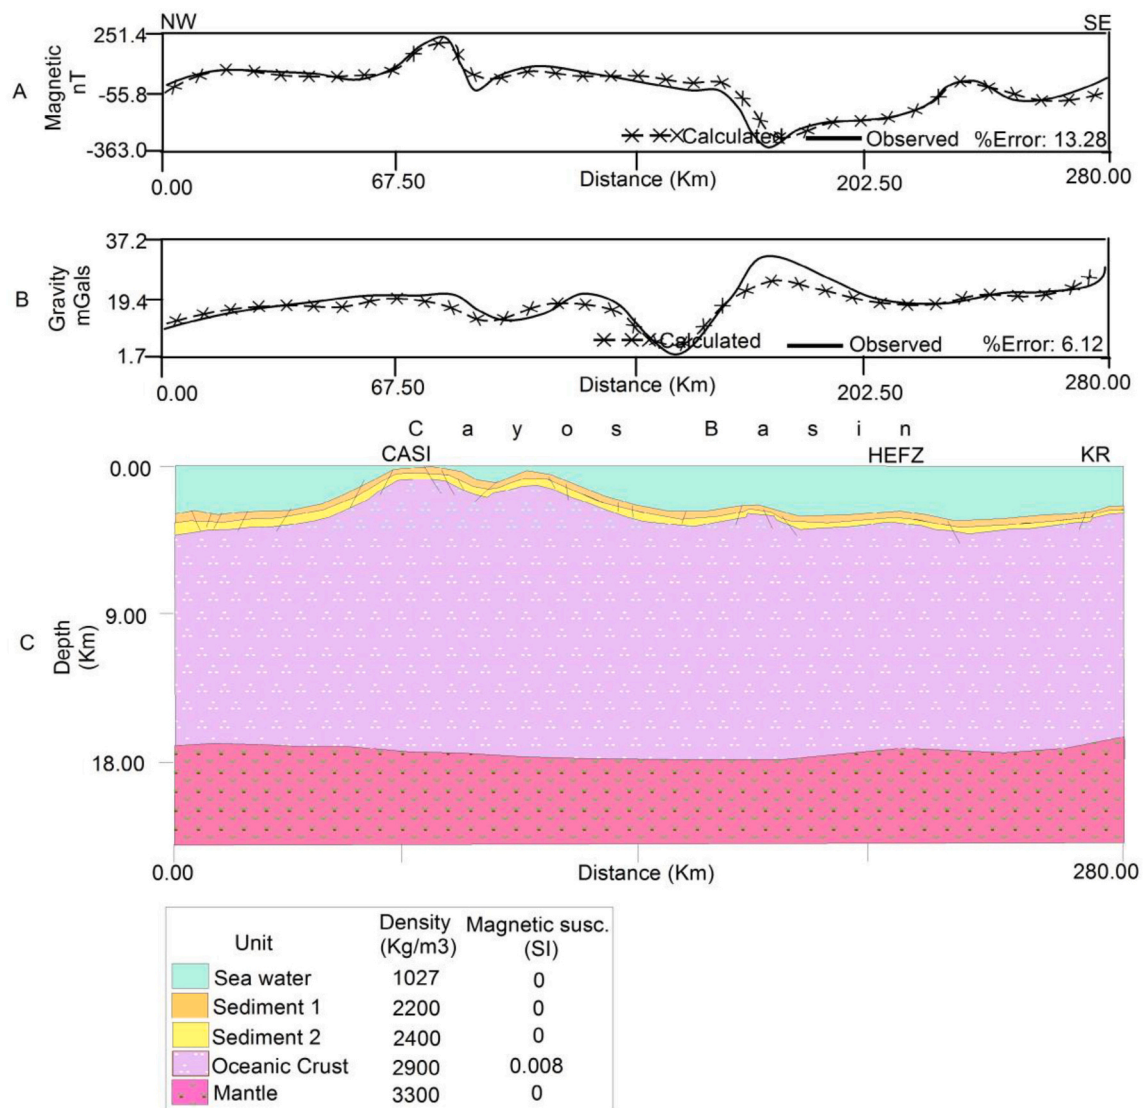 NW SE
251.4
-55.8
-363.0
A
Magnetic
nT
Calculated Observed %Error: 13.28
0.00 67.50 Distance (Km) 202.50 280.00
37.2
19.4
1.7
B
Gravity
mGals
Calculated Observed %Error: 6.12
0.00 67.50 Distance (Km) 202.50 280.00
C a y o s B a s i n
CASI HEFZ KR
0.00
9.00
18.00
C
Depth
(Km)
0.00 Distance (Km) 280.00
Unit Density Magnetic susc.
(Kg/m3) (SI)
Sea water 1027 0
Sediment 1 2200 0
Sediment 2 2400 0
Oceanic Crust 2900 0.008
Mantle 3300 0